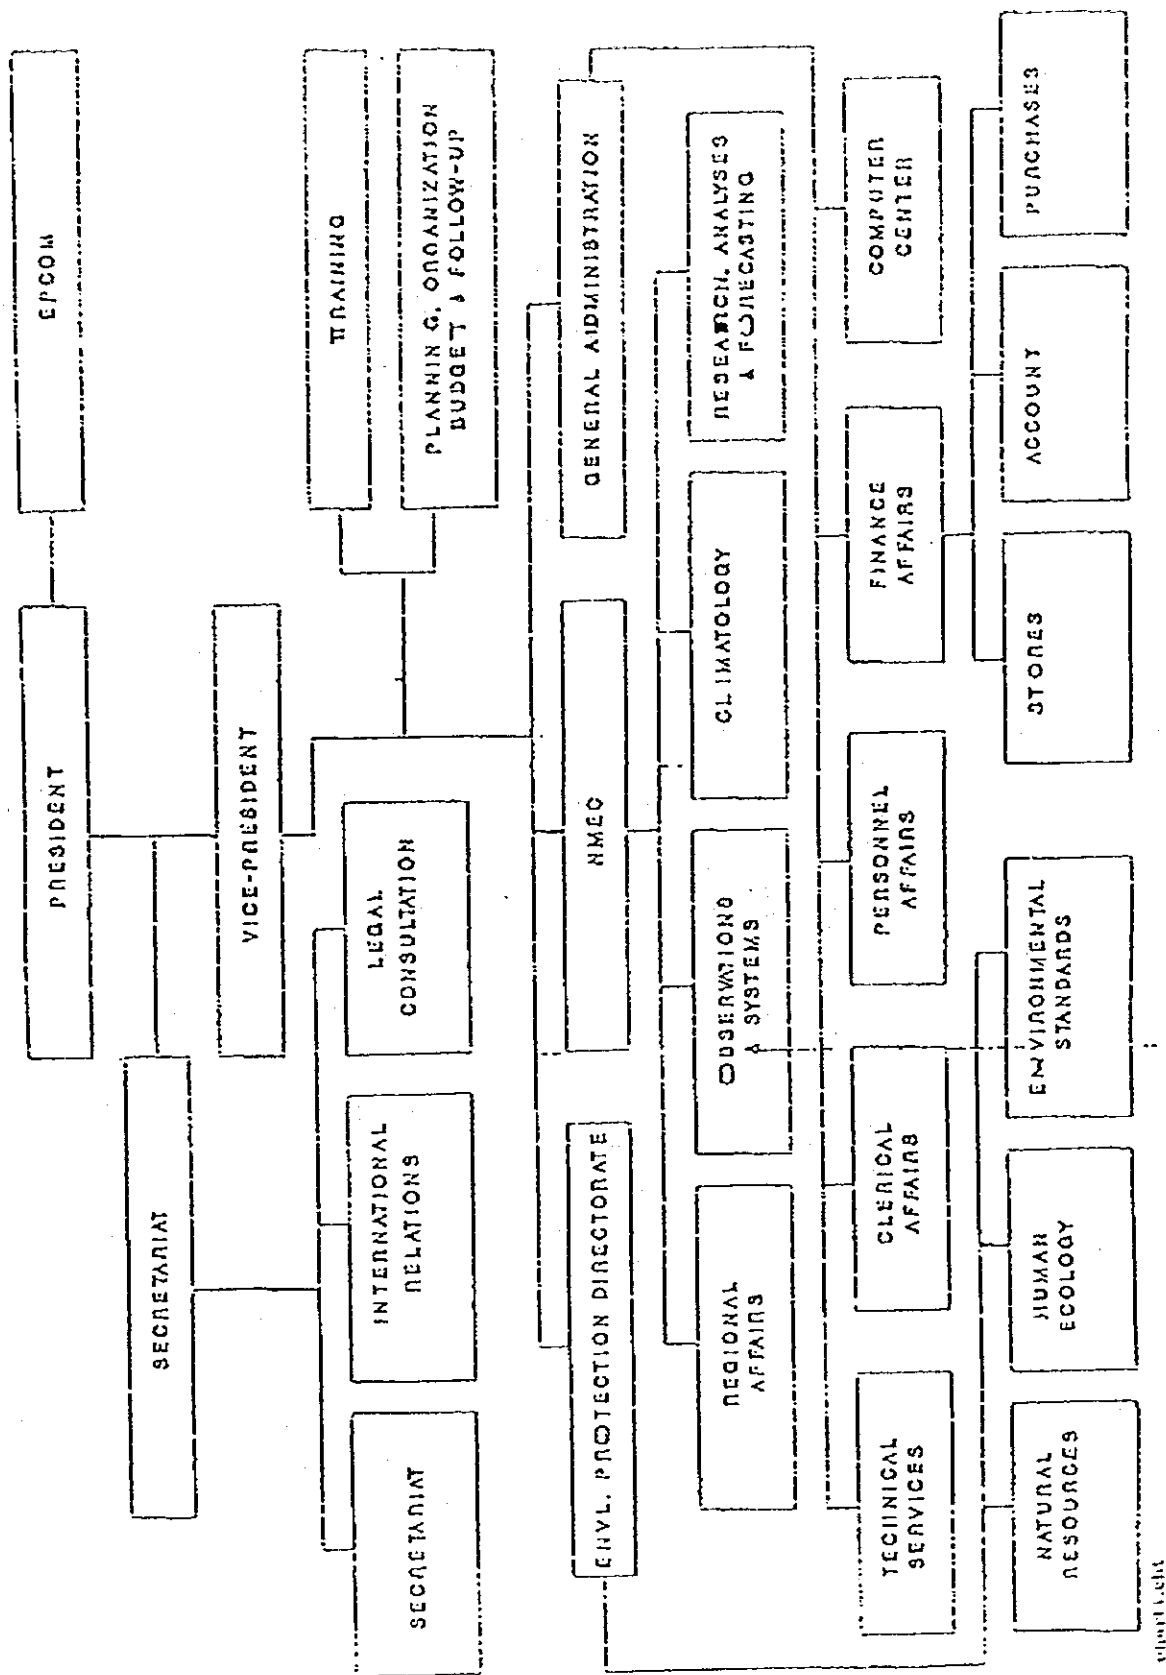 EPCOM
PRESIDENT
SECRETARIAT
VICE-PRESIDENT
TRAINING
PLANNING, ORGANIZATION
BUDGET & FOLLOW-UP
SECRETARIAT
INTERNATIONAL
RELATIONS
LEGAL
CONSULTATION
ENVL. PROTECTION DIRECTORATE
NMEC
GENERAL AIDMINISTRATION
REGIONAL
AFFAIRS
OBSERVATIONS
& SYSTEMS
CLIMATOLOGY
RESEARCH, ANALYSES
& FORECASTING
TECHNICAL
SERVICES
CLERICAL
AFFAIRS
PERSONNEL
AFFAIRS
FINANCE
AFFAIRS
COMPUTER
CENTER
NATURAL
RESOURCES
HUMAN
ECOLOGY
ENVIRONMENTAL
STANDARDS
STORES
ACCOUNT
PURCHASES